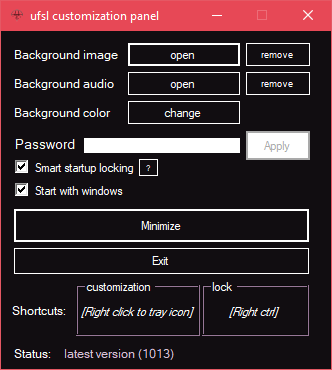 ufsl customization panel
Background image open remove
Background audio open remove
Background color change
Password Apply
Smart startup locking ?
Start with windows
Minimize
Exit
customization lock
Shortcuts: [Right click to tray icon] [Right ctrl]
Status: latest version (1013)